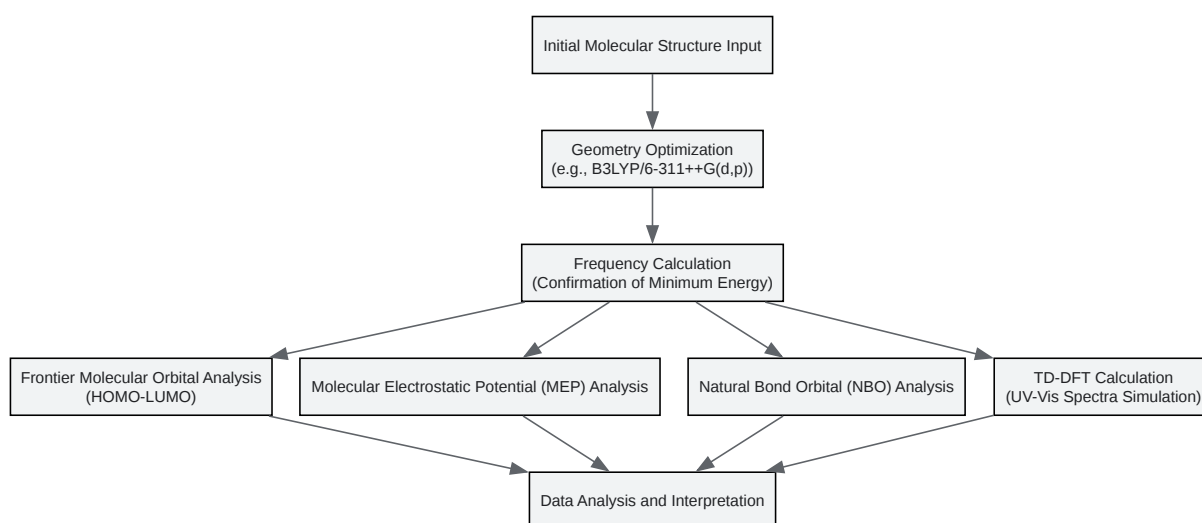 Initial Molecular Structure Input
Geometry Optimization
(e.g., B3LYP/6-311++G(d,p))
Frequency Calculation
(Confirmation of Minimum Energy)
Frontier Molecular Orbital Analysis
(HOMO-LUMO)
Molecular Electrostatic Potential (MEP) Analysis
Natural Bond Orbital (NBO) Analysis
TD-DFT Calculation
(UV-Vis Spectra Simulation)
Data Analysis and Interpretation